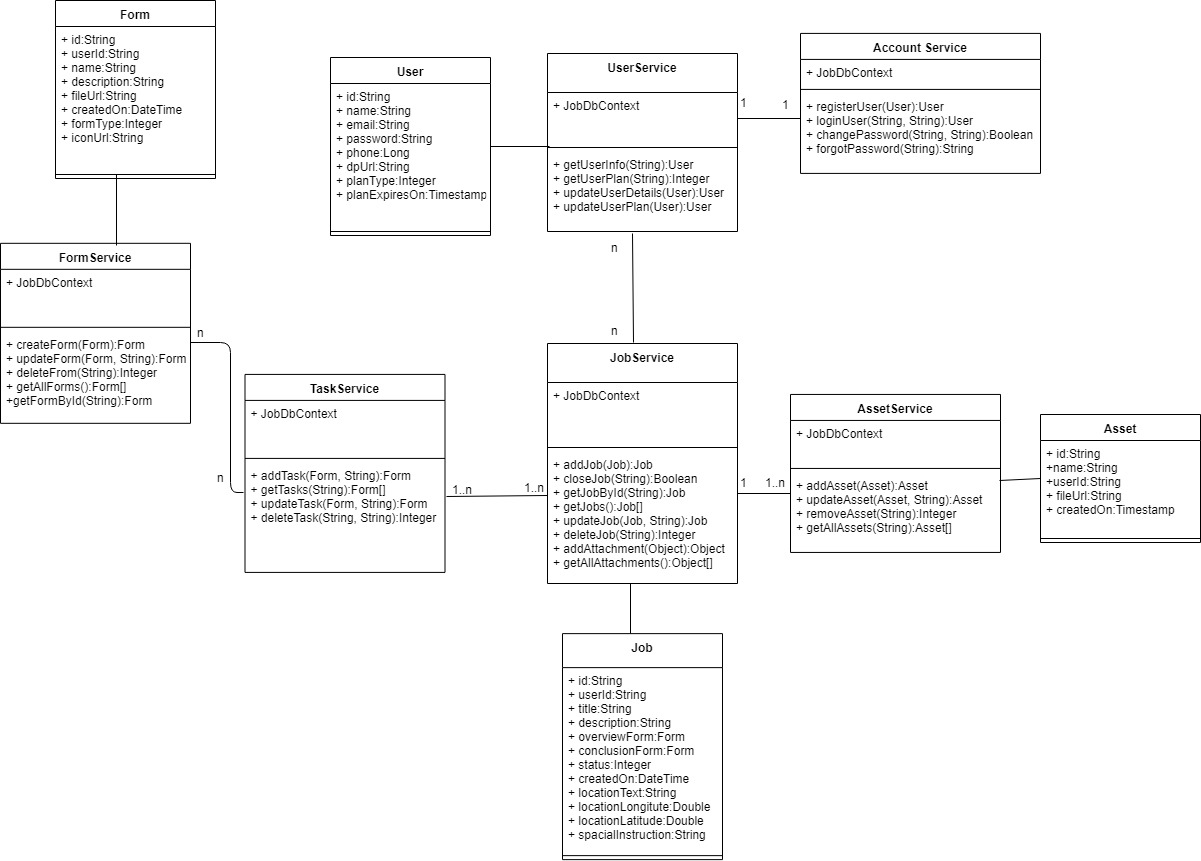 Form
+ id:String
+ userId:String
+ name:String
+ description:String
+ fileUrl:String
+ createdOn:DateTime
+ formType:Integer
+ iconUrl:String
User
+ id:String
+ name:String
+ email:String
+ password:String
+ phone:Long
+ dpUrl:String
+ planType:Integer
+ planExpiresOn:Timestamp
UserService
+ JobDbContext
+ getUserInfo(String):User
+ getUserPlan(String):Integer
+ updateUserDetails(User):User
+ updateUserPlan(User):User
1
1
Account Service
+ JobDbContext
+ registerUser(User):User
+ loginUser(String, String):User
+ changePassword(String, String):Boolean
+ forgotPassword(String):String
n
n
FormService
+ JobDbContext
+ createForm(Form):Form
+ updateForm(Form, String):Form
+ deleteFrom(String):Integer
+ getAllForms():Form[]
+getFormById(String):Form
n
n
TaskService
+ JobDbContext
+ addTask(Form, String):Form
+ getTasks(String):Form[]
+ updateTask(Form, String):Form
+ deleteTask(String, String):Integer
1..n
1..n
JobService
+ JobDbContext
+ addJob(Job):Job
+ closeJob(String):Boolean
+ getJobById(String):Job
+ getJobs():Job[]
+ updateJob(Job, String):Job
+ deleteJob(String):Integer
+ addAttachment(Object):Object
+ getAllAttachments():Object[]
1
1..n
AssetService
+ JobDbContext
+ addAsset(Asset):Asset
+ updateAsset(Asset, String):Asset
+ removeAsset(String):Integer
+ getAllAssets(String):Asset[]
Asset
+ id:String
+name:String
+userId:String
+ fileUrl:String
+ createdOn:Timestamp
Job
+ id:String
+ userId:String
+ title:String
+ description:String
+ overviewForm:Form
+ conclusionForm:Form
+ status:Integer
+ createdOn:DateTime
+ locationText:String
+ locationLongitute:Double
+ locationLatitude:Double
+ spacialInstruction:String